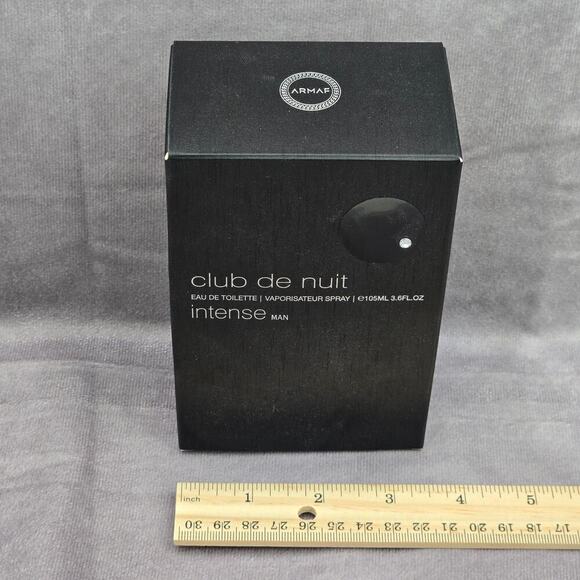 ARMAF
club de nuit
EAU DE TOILETTE | VAPORISATEUR SPRAY | ℮105ML 3.6FL.OZ
intense MAN
inch 1 2 3 4 5
30 29 28 27 26 25 24 23 22 21 20 19 18 17